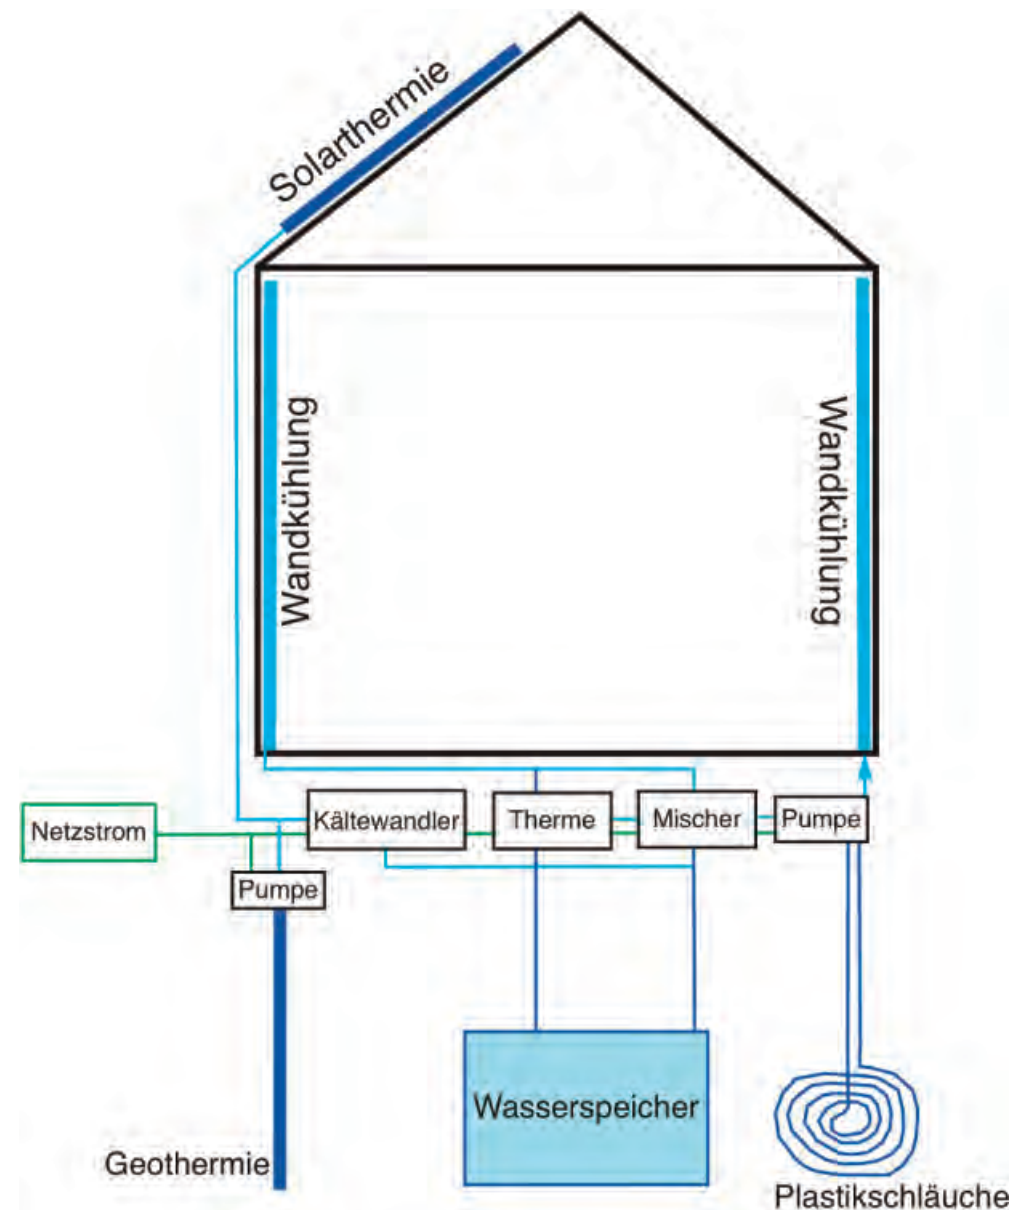 Solarthermie
Wandkühlung
Wandkühlung
Netzstrom
Kältewandler
Therme
Mischer
Pumpe
Pumpe
Wasserspeicher
Geothermie
Plastikschläuche